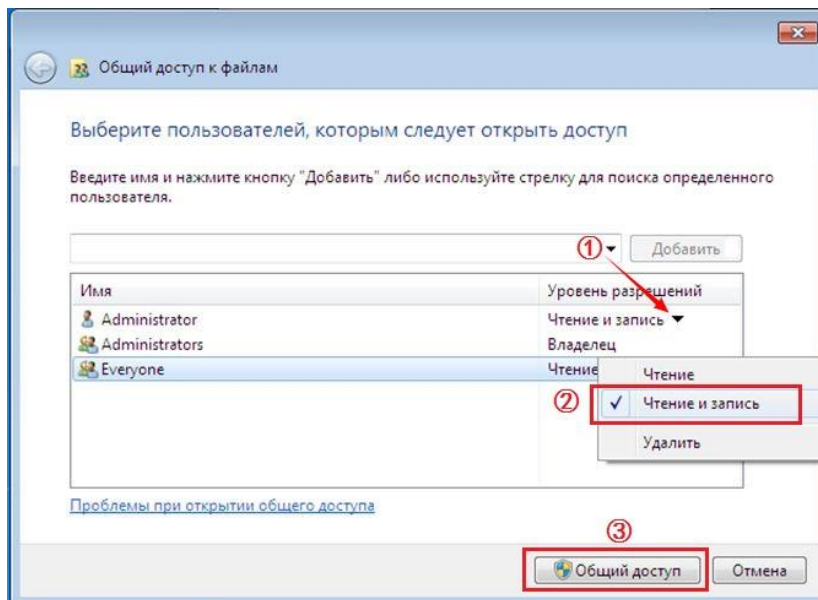 Общий доступ к файлам
Выберите пользователей, которым следует открыть доступ
Введите имя и нажмите кнопку "Добавить" либо используйте стрелку для поиска определенного
пользователя.
① Добавить
Имя Уровень разрешений
Administrator Чтение и запись
Administrators Владелец
Everyone Чтение
Чтение
② Чтение и запись
Удалить
Проблемы при открытии общего доступа
③
Общий доступ Отмена